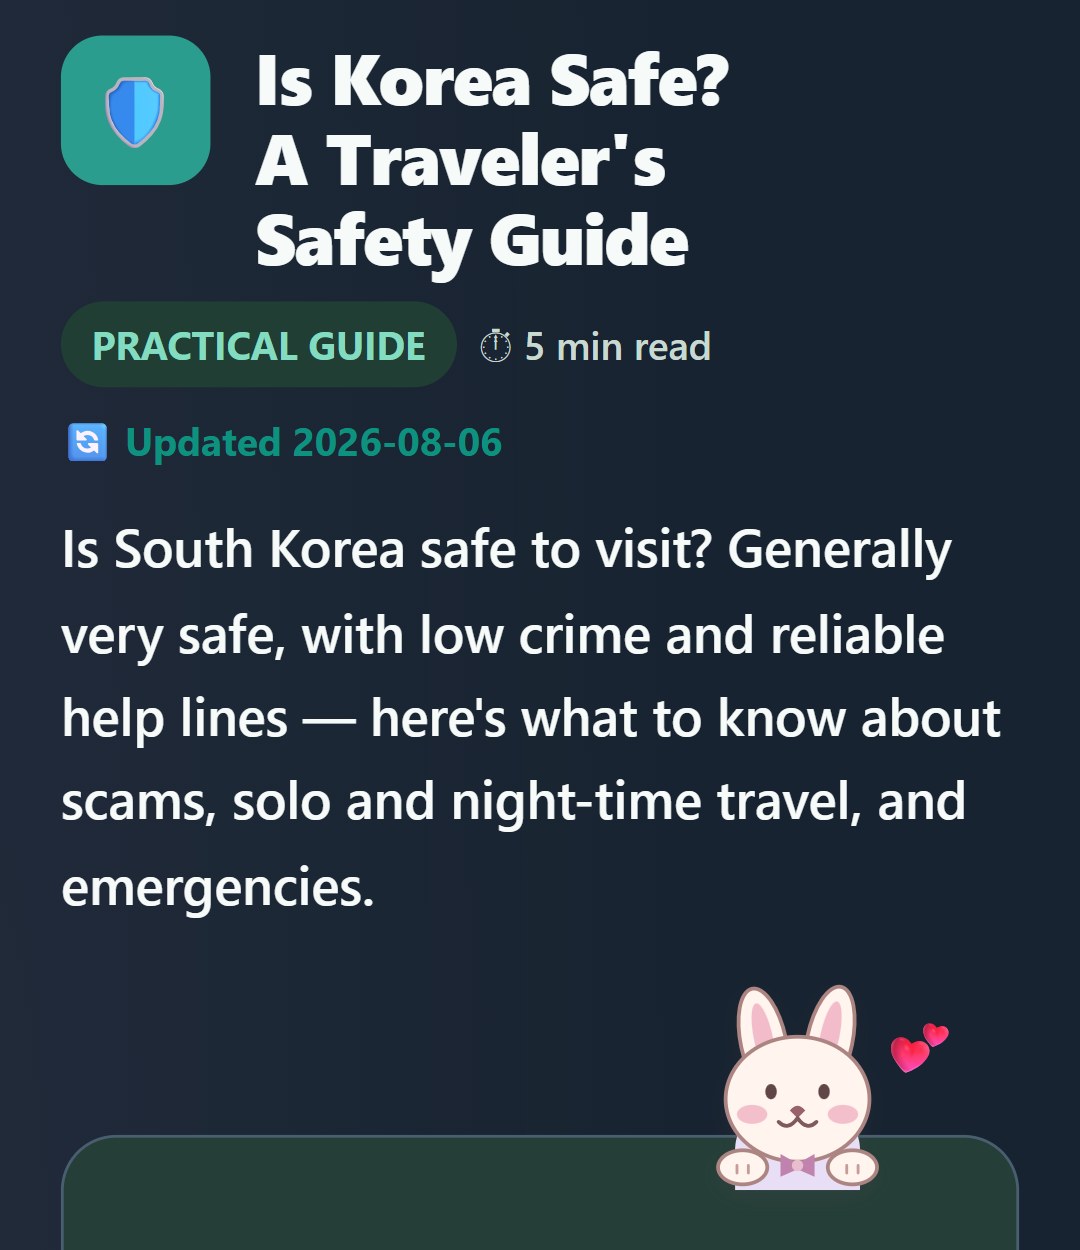 Is Korea Safe?
A Traveler's
Safety Guide
PRACTICAL GUIDE
5 min read
Updated 2026-08-06
Is South Korea safe to visit? Generally
very safe, with low crime and reliable
help lines — here's what to know about
scams, solo and night-time travel, and
emergencies.